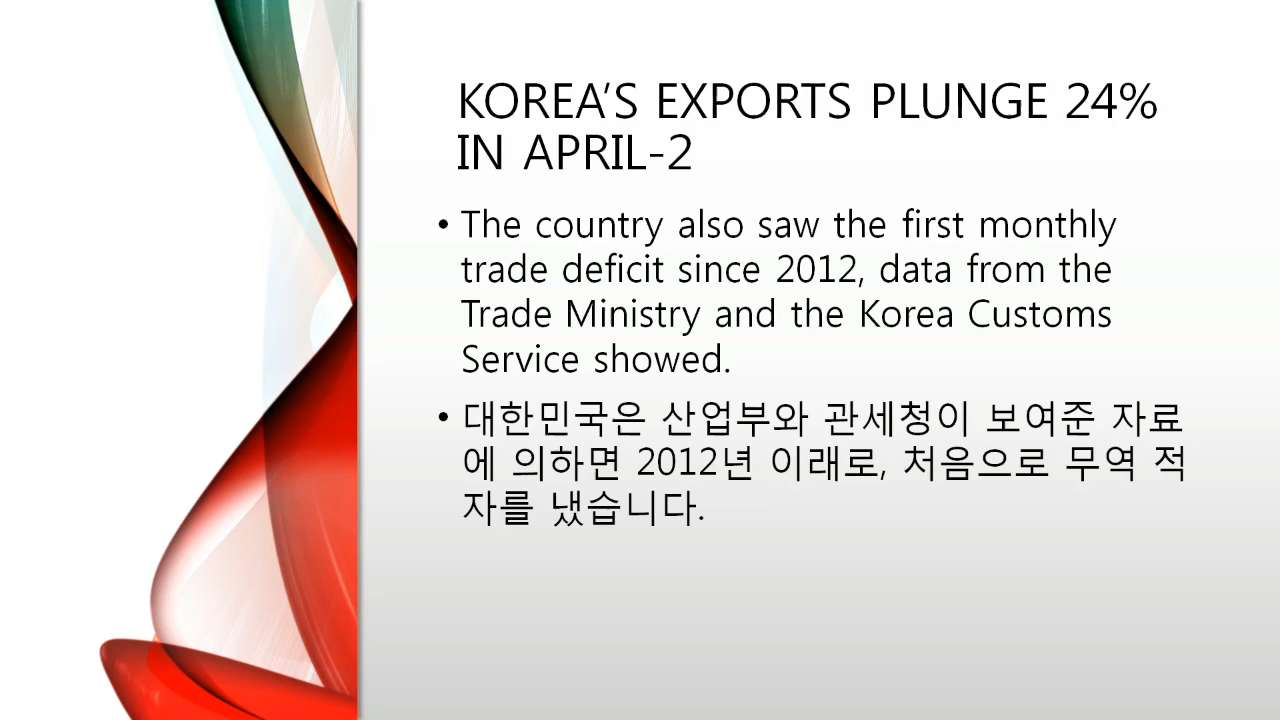 KOREA’S EXPORTS PLUNGE 24%
IN APRIL-2
• The country also saw the first monthly
trade deficit since 2012, data from the
Trade Ministry and the Korea Customs
Service showed.
• 대한민국은 산업부와 관세청이 보여준 자료
에 의하면 2012년 이래로, 처음으로 무역 적
자를 냈습니다.